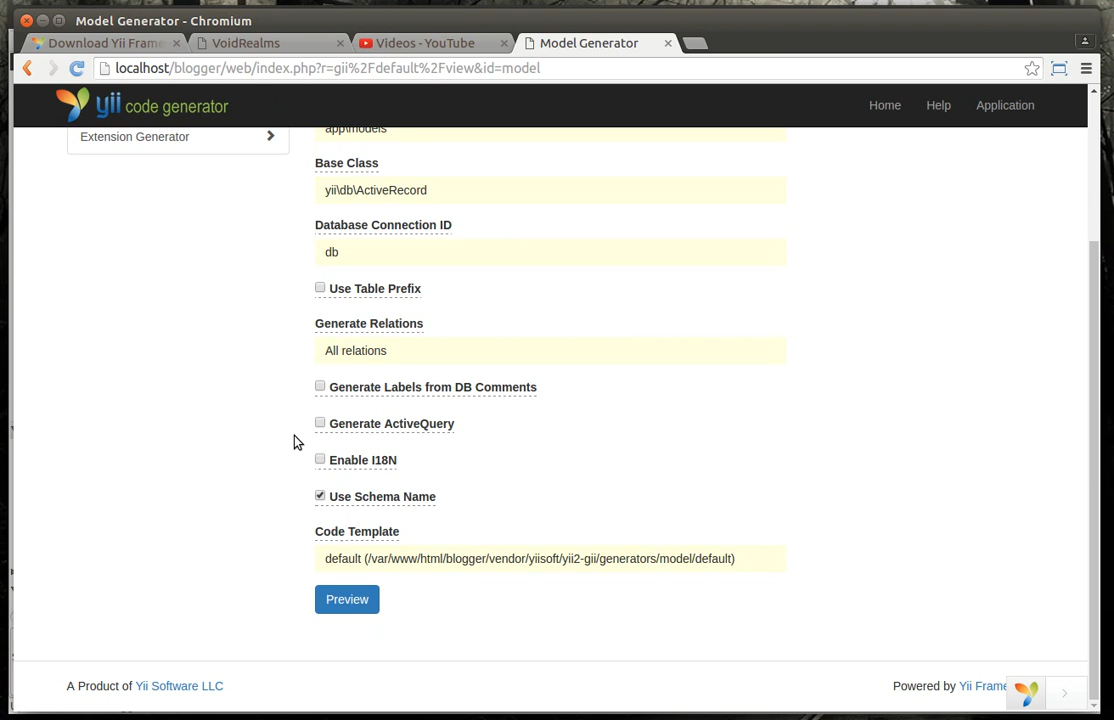 Model Generator - Chromium
Download Yii Frame
VoidRealms
Videos - YouTube
Model Generator
localhost/blogger/web/index.php?r=gii%2Fdefault%2Fview&id=model
yii code generator
Home
Help
Application
Extension Generator
app\models
Base Class
yii\db\ActiveRecord
Database Connection ID
db
Use Table Prefix
Generate Relations
All relations
Generate Labels from DB Comments
Generate ActiveQuery
Enable I18N
Use Schema Name
Code Template
default (/var/www/html/blogger/vendor/yiisoft/yii2-gii/generators/model/default)
Preview
A Product of Yii Software LLC
Powered by Yii Frame